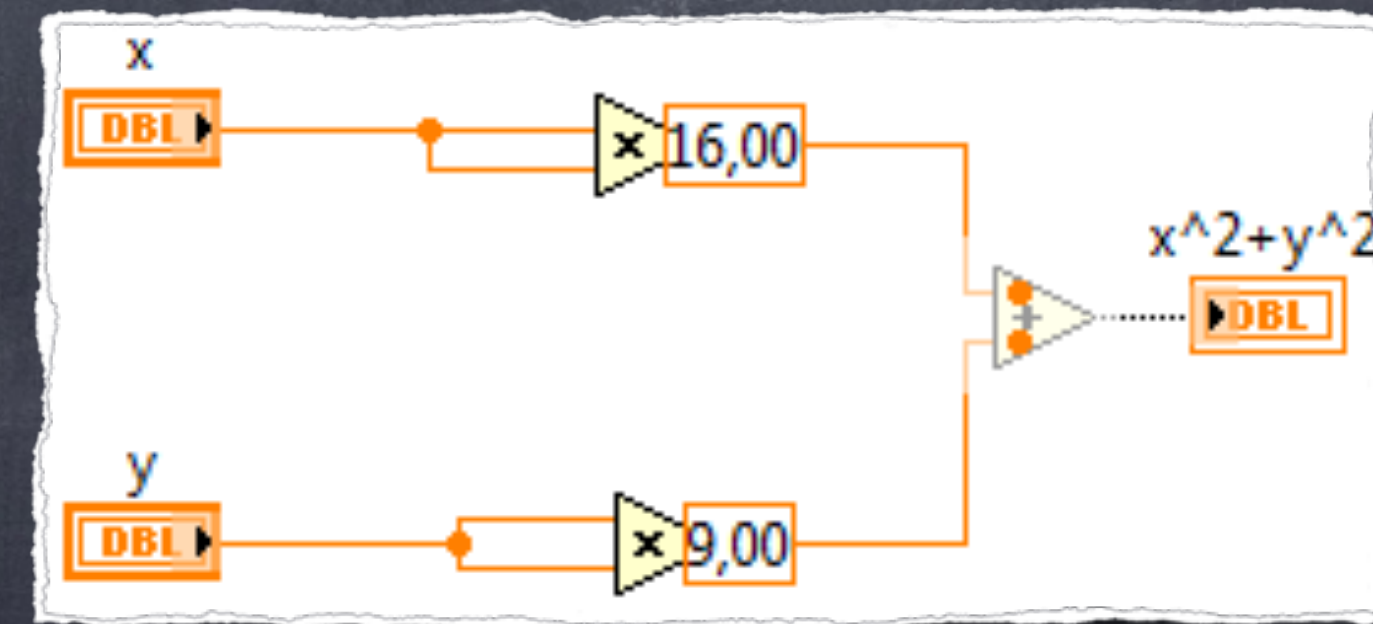 x
DBL
×
16,00
x^2+y^2
+
DBL
y
DBL
×
9,00